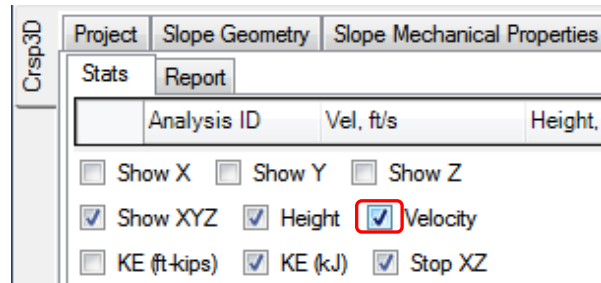 Crsp3D
Project Slope Geometry Slope Mechanical Properties
Stats Report
Analysis ID Vel, ft/s Height,
Show X Show Y Show Z
Show XYZ Height Velocity
KE (ft-kips) KE (kJ) Stop XZ